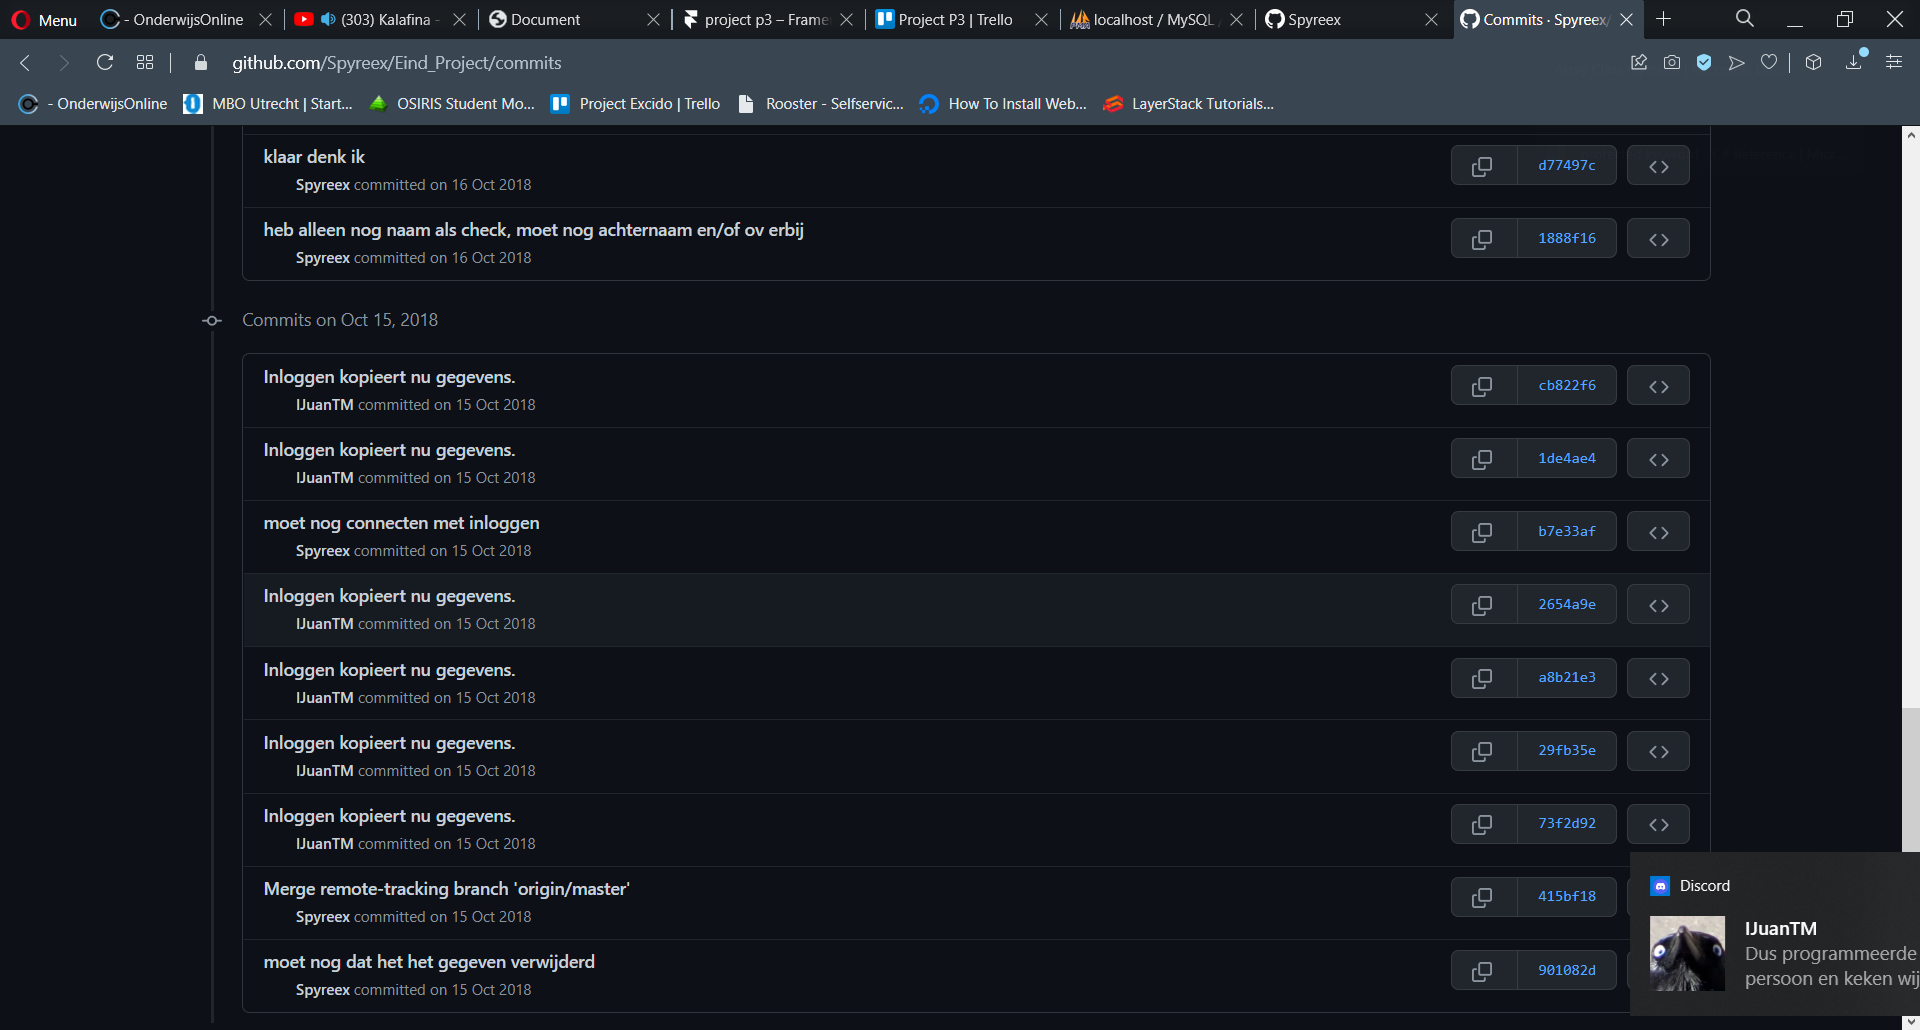 Menu
- OnderwijsOnline
(303) Kalafina -
Document
project p3 – Frame
Project P3 | Trello
localhost / MySQL /
Spyreex
Commits · Spyreex/
github.com/Spyreex/Eind_Project/commits
- OnderwijsOnline
MBO Utrecht | Start...
OSIRIS Student Mo...
Project Excido | Trello
Rooster - Selfservic...
How To Install Web...
LayerStack Tutorials...
klaar denk ik
d77497c
Spyreex committed on 16 Oct 2018
heb alleen nog naam als check, moet nog achternaam en/of ov erbij
1888f16
Spyreex committed on 16 Oct 2018
Commits on Oct 15, 2018
Inloggen kopieert nu gegevens.
cb822f6
IJuanTM committed on 15 Oct 2018
Inloggen kopieert nu gegevens.
1de4ae4
IJuanTM committed on 15 Oct 2018
moet nog connecten met inloggen
b7e33af
Spyreex committed on 15 Oct 2018
Inloggen kopieert nu gegevens.
2654a9e
IJuanTM committed on 15 Oct 2018
Inloggen kopieert nu gegevens.
a8b21e3
IJuanTM committed on 15 Oct 2018
Inloggen kopieert nu gegevens.
29fb35e
IJuanTM committed on 15 Oct 2018
Inloggen kopieert nu gegevens.
73f2d92
IJuanTM committed on 15 Oct 2018
Merge remote-tracking branch 'origin/master'
415bf18
Spyreex committed on 15 Oct 2018
moet nog dat het het gegeven verwijderd
901082d
Spyreex committed on 15 Oct 2018
Discord
IJuanTM
Dus programmeerde
persoon en keken wij